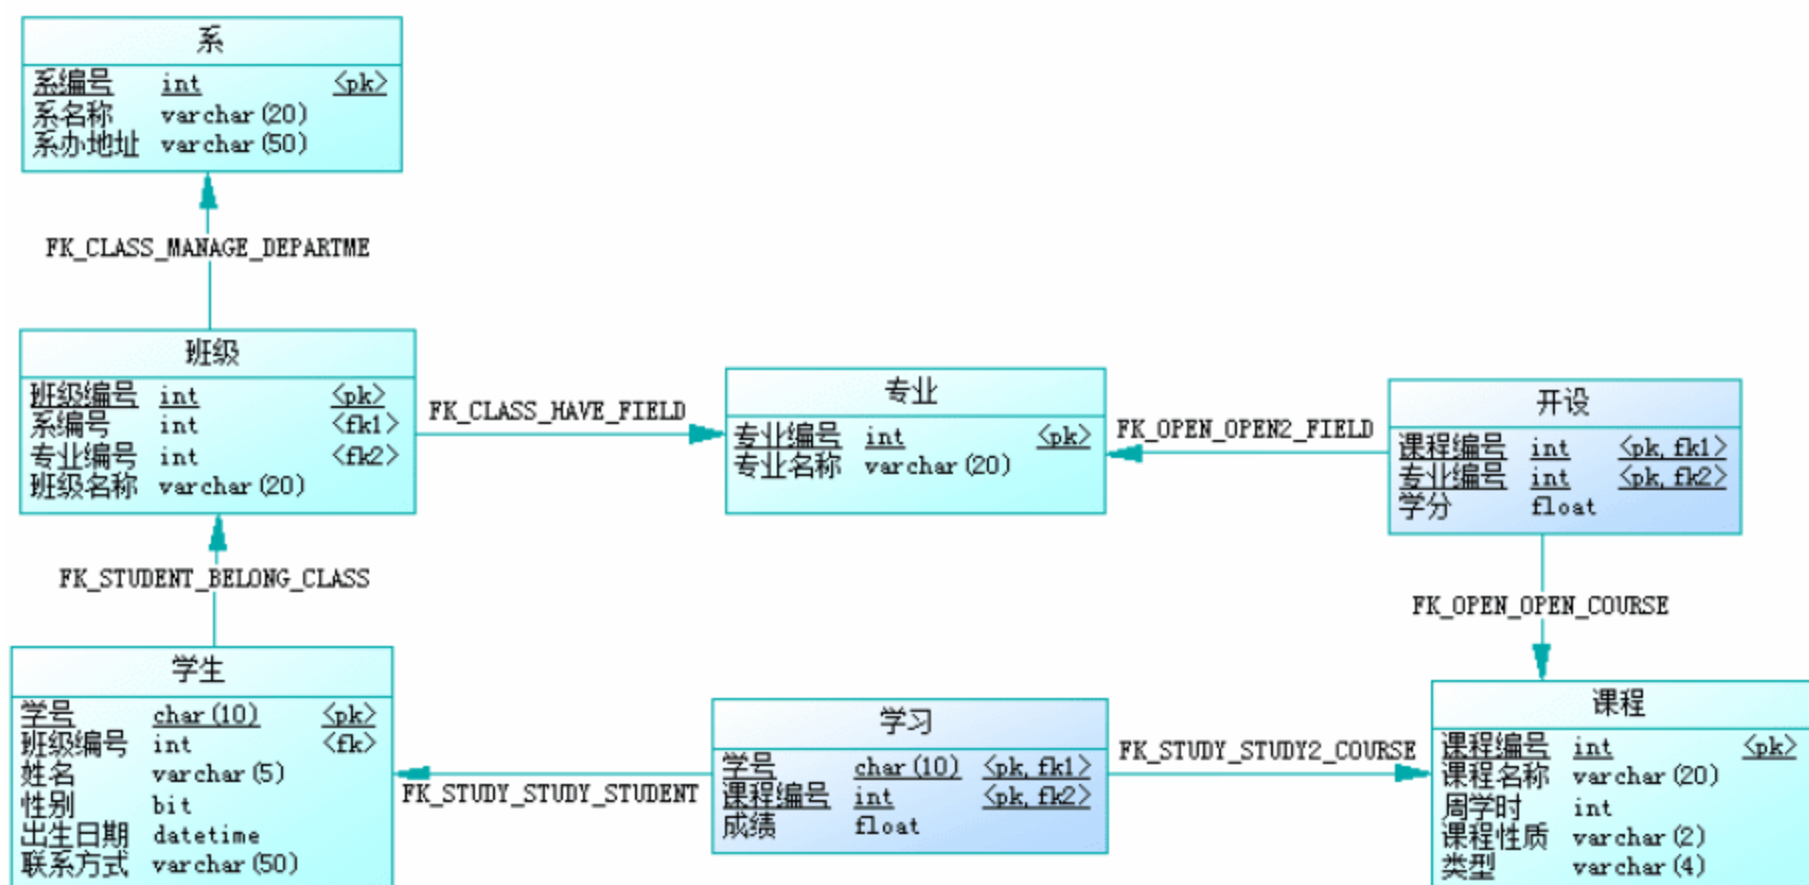 系
系编号 int <pk>
系名称 varchar(20)
系办地址 varchar(50)
FK_CLASS_MANAGE_DEPARTME
班级
班级编号 int <pk>
系编号 int <fk1>
专业编号 int <fk2>
班级名称 varchar(20)
FK_CLASS_HAVE_FIELD
专业
专业编号 int <pk>
专业名称 varchar(20)
FK_OPEN_OPEN2_FIELD
开设
课程编号 int <pk,fk1>
专业编号 int <pk,fk2>
学分 float
FK_STUDENT_BELONG_CLASS
FK_OPEN_OPEN_COURSE
学生
学号 char(10) <pk>
班级编号 int <fk>
姓名 varchar(5)
性别 bit
出生日期 datetime
联系方式 varchar(50)
FK_STUDY_STUDY_STUDENT
学习
学号 char(10) <pk,fk1>
课程编号 int <pk,fk2>
成绩 float
FK_STUDY_STUDY2_COURSE
课程
课程编号 int <pk>
课程名称 varchar(20)
周学时 int
课程性质 varchar(2)
类型 varchar(4)